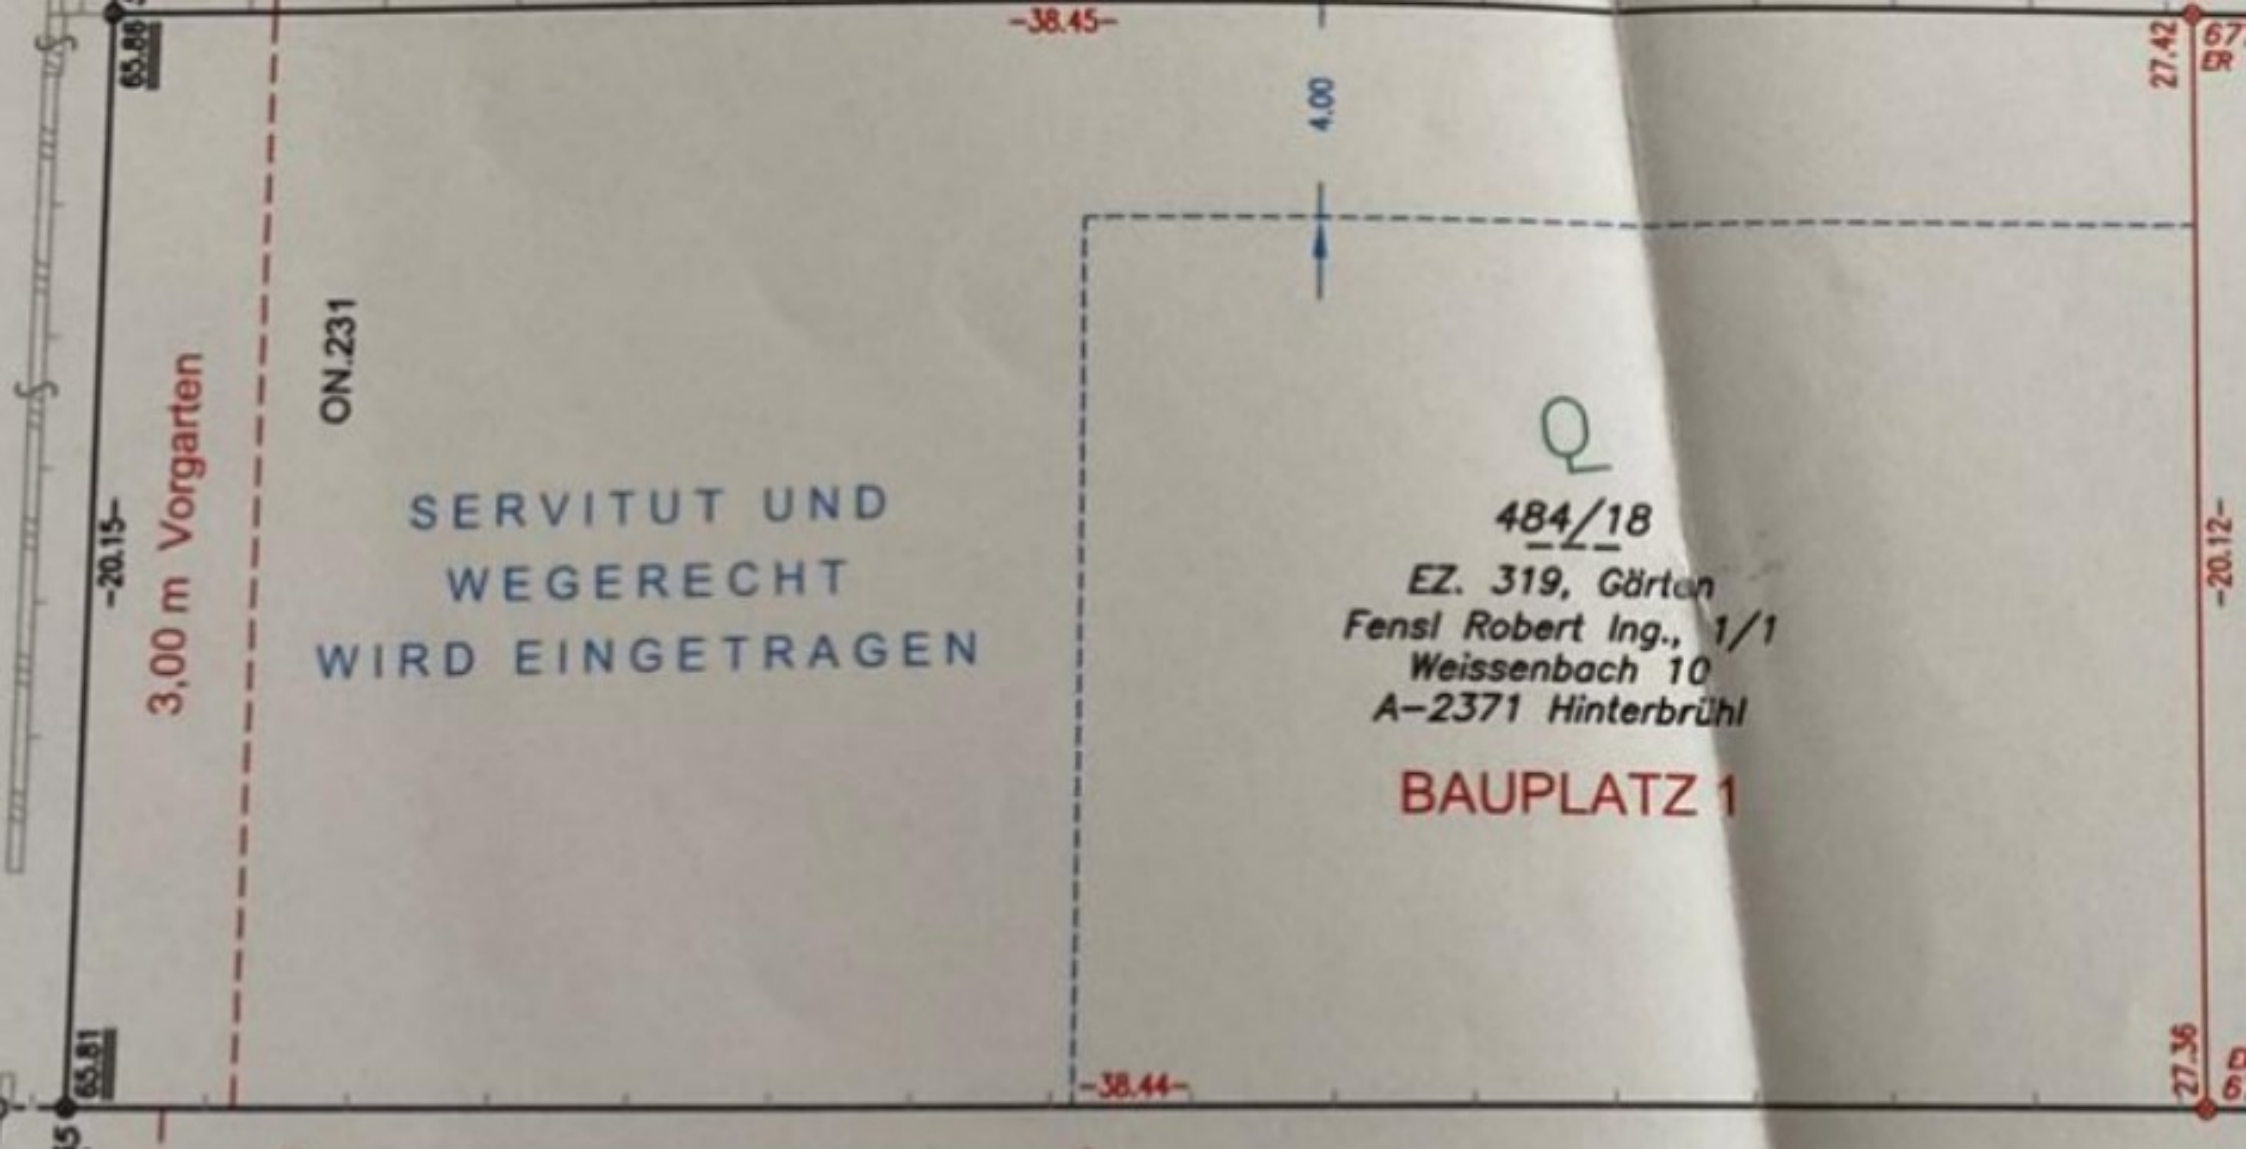 -38.45-
65.88
27.42
67.
ER
4.00
ON.231
3,00 m Vorgarten
-20.15-
SERVITUT UND
WEGERECHT
WIRD EINGETRAGEN
Q
484/18
EZ. 319, Gärten
Fensl Robert Ing., 1/1
Weissenbach 10
A-2371 Hinterbrühl
BAUPLATZ 1
-20.12-
65.81
-38.44-
27.36